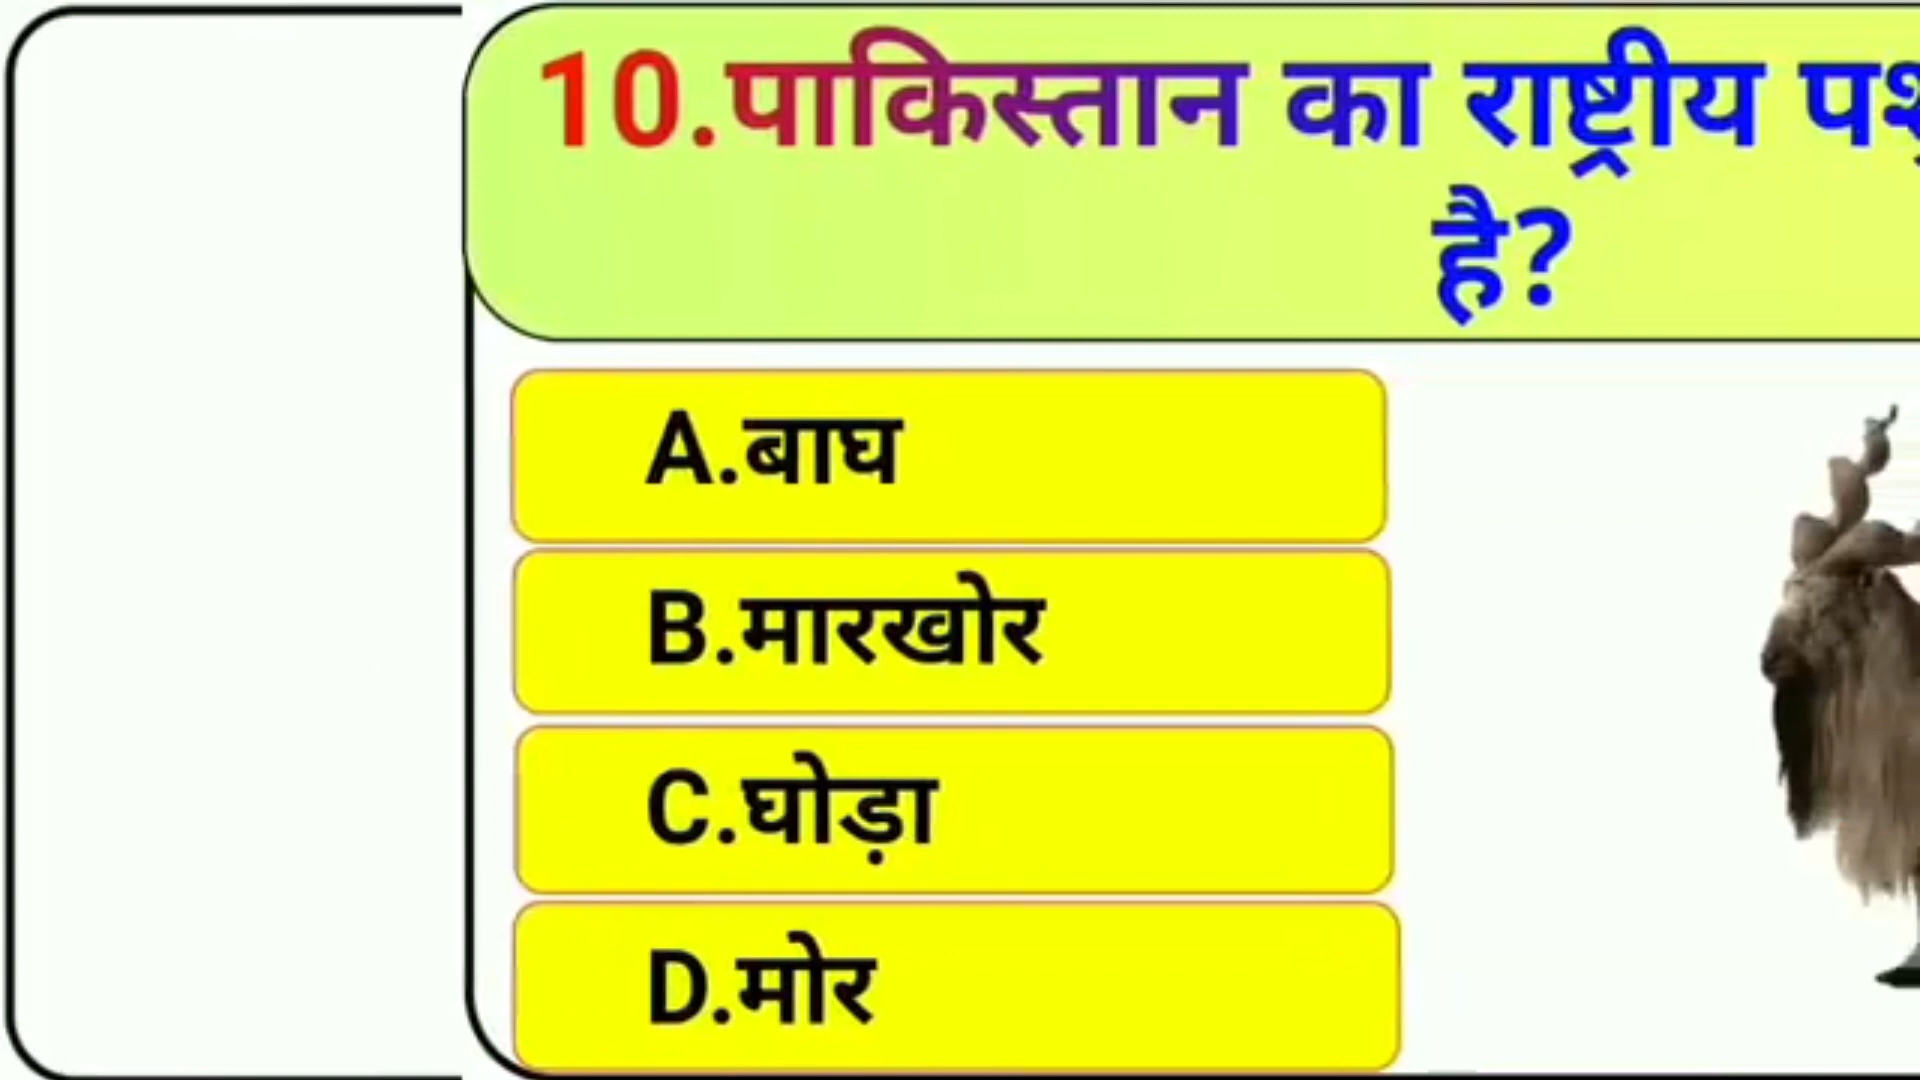 10.पाकिस्तान का राष्ट्रीय
है?
A.बाघ
B.मारखोर
C.घोड़ा
D.मोर